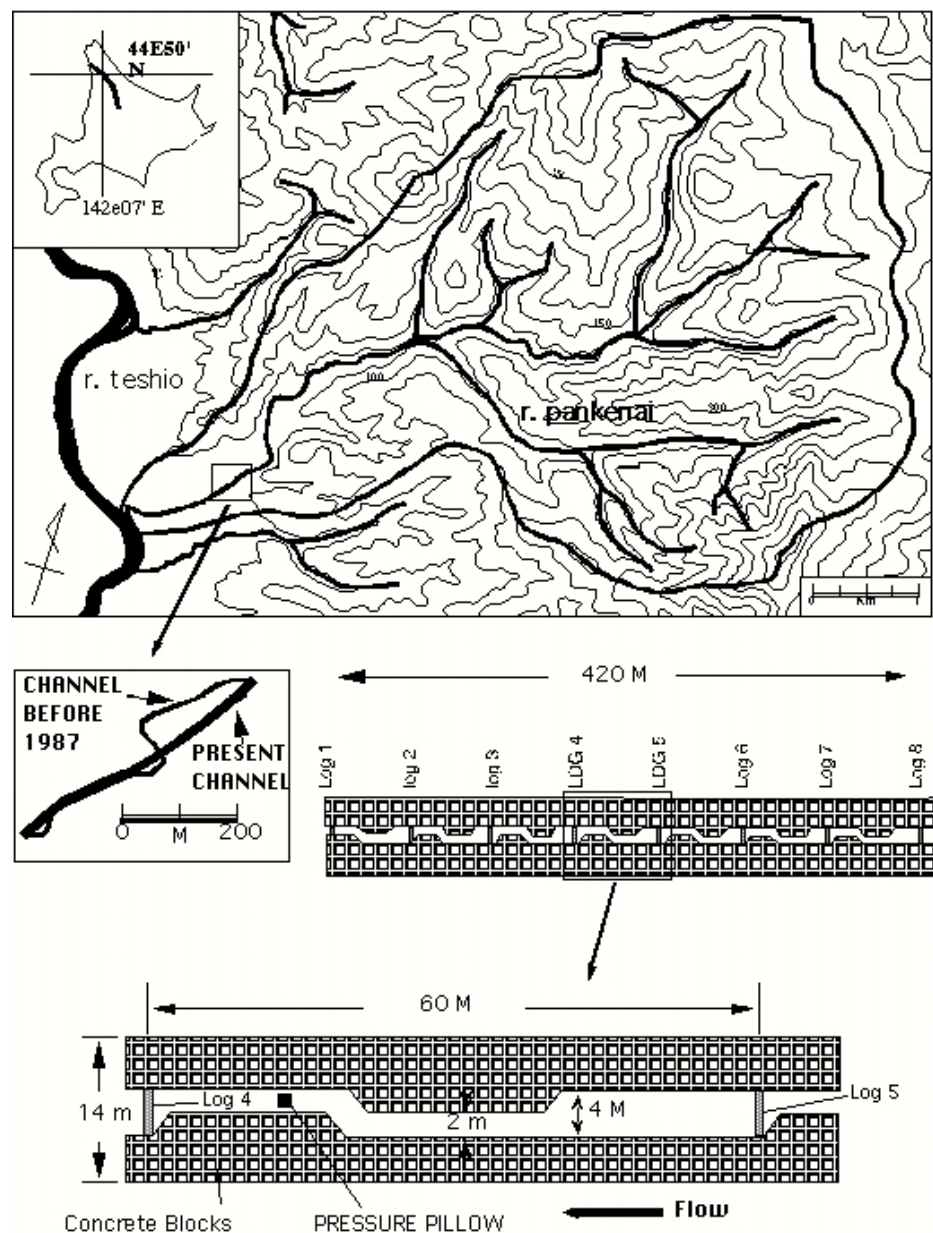 44E50'
N
142e07' E
r. teshio
150
100
r. pankenai
200
0 Km 1
CHANNEL
BEFORE
1987
PRESENT
CHANNEL
0 M 200
420 M
Log 1
log 2
log 3
LOG 4
LOG 5
Log 6
Log 7
Log 8
60 M
14 m
Log 4
2 m
4 M
Log 5
Concrete Blocks
PRESSURE PILLOW
Flow